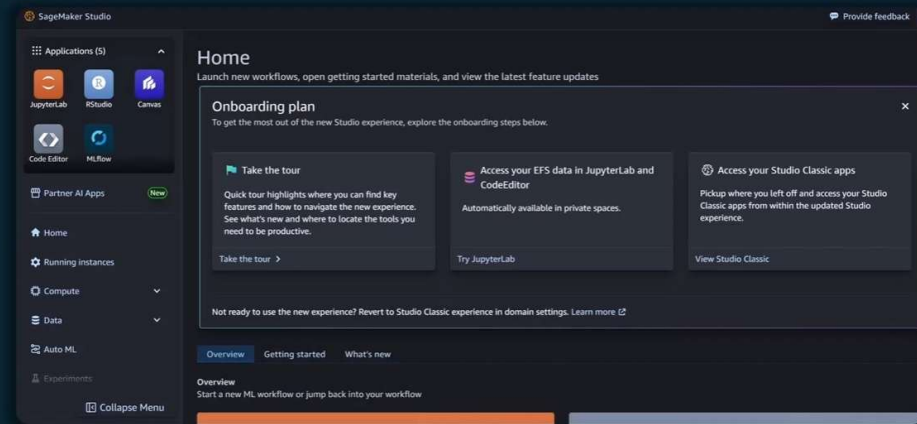 SageMaker Studio
Provide feedback
Applications (5)
JupyterLab
RStudio
Canvas
Code Editor
MLflow
Partner AI Apps
New
Home
Running instances
Compute
Data
Auto ML
Experiments
Collapse Menu
Home
Launch new workflows, open getting started materials, and view the latest feature updates
Onboarding plan
To get the most out of the new Studio experience, explore the onboarding steps below.
Take the tour
Quick tour highlights where you can find key
features and how to navigate the new experience.
See what's new and where to locate the tools you
need to be productive.
Take the tour
Access your EFS data in JupyterLab and
CodeEditor
Automatically available in private spaces.
Try JupyterLab
Access your Studio Classic apps
Pickup where you left off and access your Studio
Classic apps from within the updated Studio
experience.
View Studio Classic
Not ready to use the new experience? Revert to Studio Classic experience in domain settings. Learn more
Overview
Getting started
What's new
Overview
Start a new ML workflow or jump back into your workflow